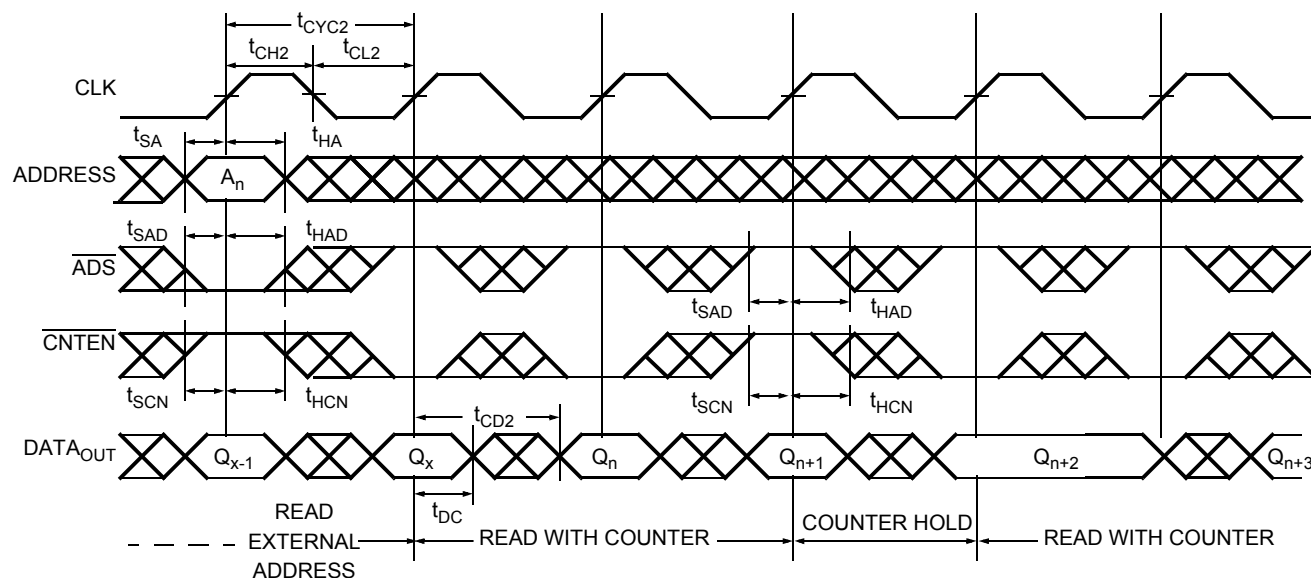 tCYC2
tCH2 tCL2
CLK
tSA tHA
ADDRESS An
tSAD tHAD
ADS
tSAD tHAD
CNTEN
tSCN tHCN tSCN tHCN
tCD2
DATAOUT Qx-1 Qx Qn Qn+1 Qn+2 Qn+3
tDC
READ EXTERNAL ADDRESS
READ WITH COUNTER
COUNTER HOLD
READ WITH COUNTER